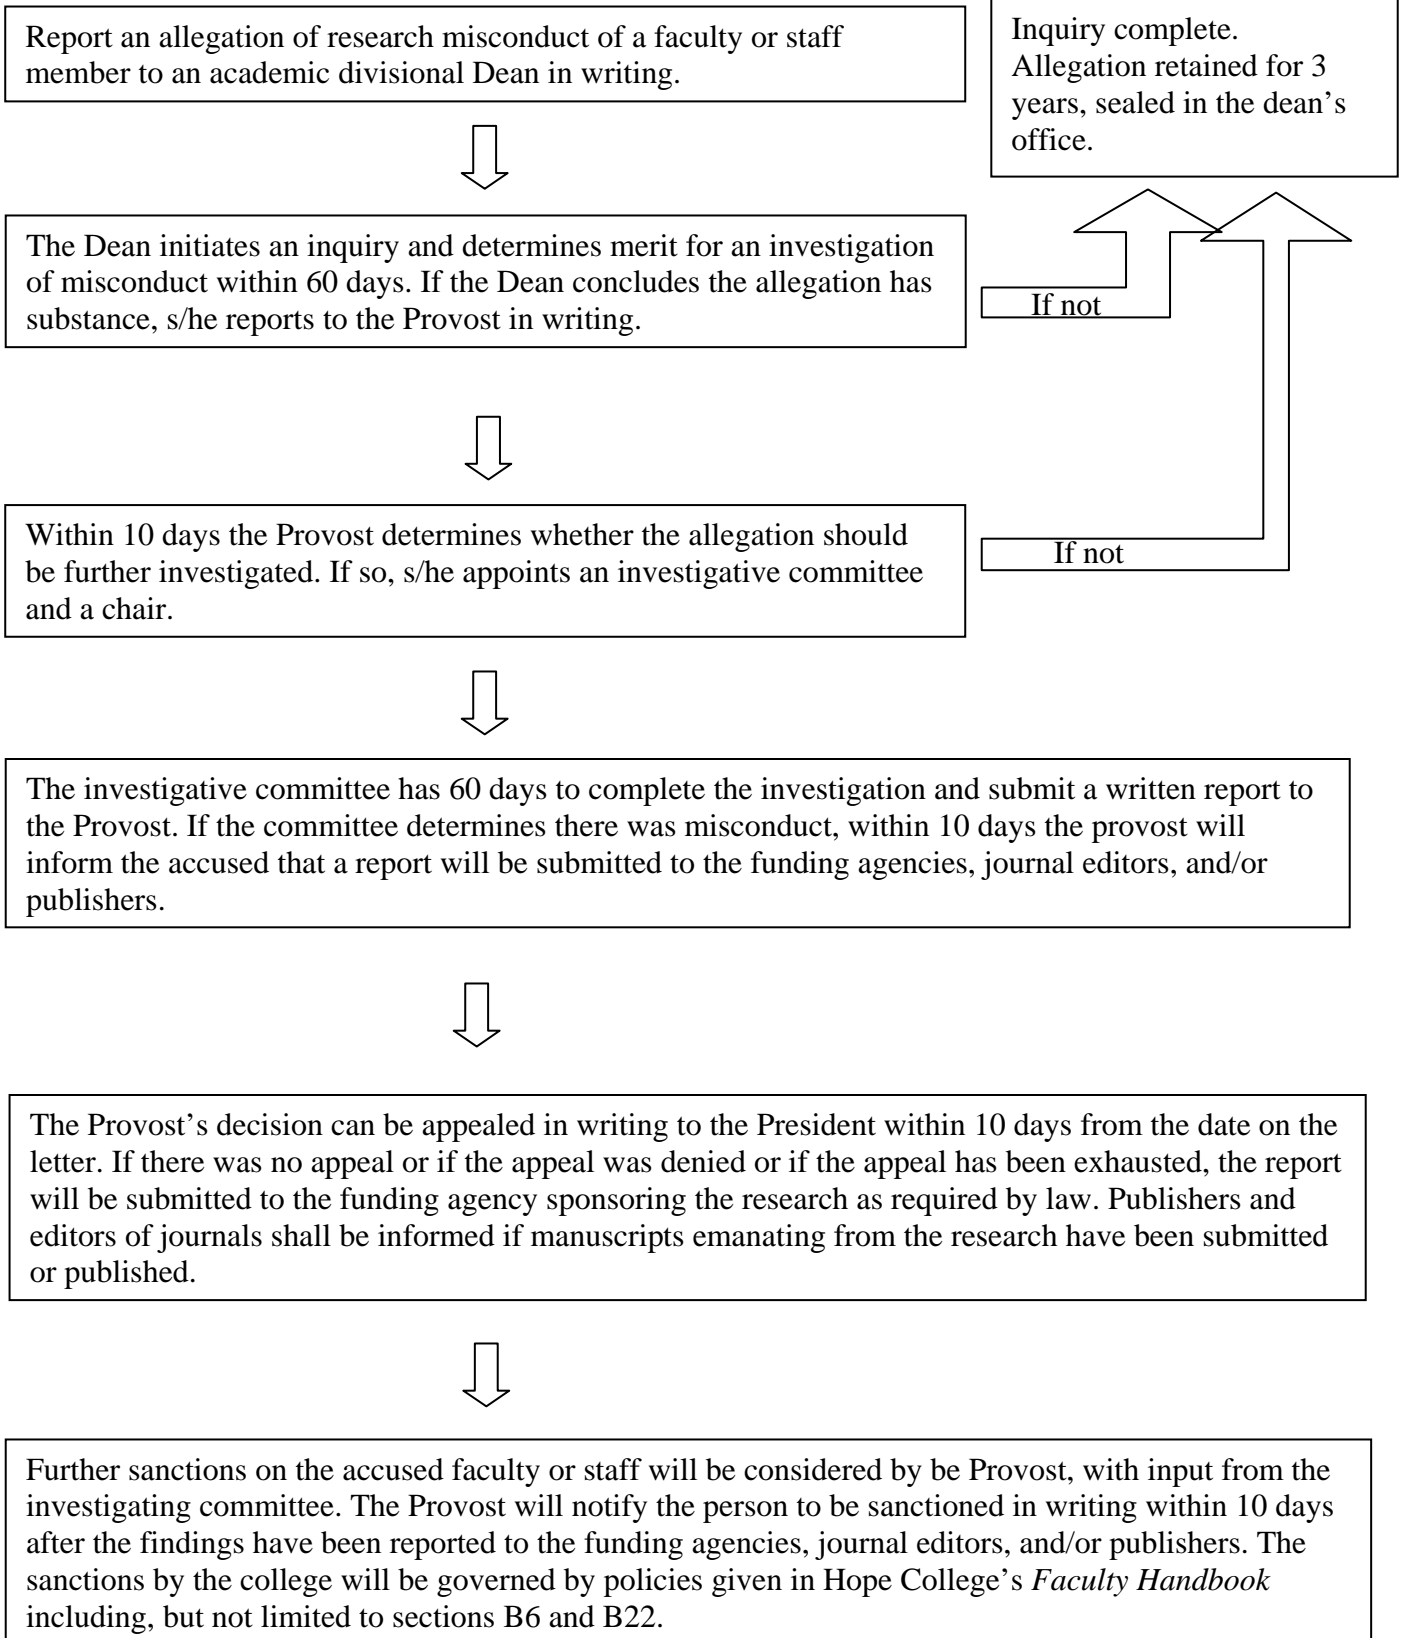 Report an allegation of research misconduct of a faculty or staff
member to an academic divisional Dean in writing.
Inquiry complete.
Allegation retained for 3
years, sealed in the dean’s
office.
The Dean initiates an inquiry and determines merit for an investigation
of misconduct within 60 days. If the Dean concludes the allegation has
substance, s/he reports to the Provost in writing.
If not
Within 10 days the Provost determines whether the allegation should
be further investigated. If so, s/he appoints an investigative committee
and a chair.
If not
The investigative committee has 60 days to complete the investigation and submit a written report to
the Provost. If the committee determines there was misconduct, within 10 days the provost will
inform the accused that a report will be submitted to the funding agencies, journal editors, and/or
publishers.
The Provost’s decision can be appealed in writing to the President within 10 days from the date on the
letter. If there was no appeal or if the appeal was denied or if the appeal has been exhausted, the report
will be submitted to the funding agency sponsoring the research as required by law. Publishers and
editors of journals shall be informed if manuscripts emanating from the research have been submitted
or published.
Further sanctions on the accused faculty or staff will be considered by be Provost, with input from the
investigating committee. The Provost will notify the person to be sanctioned in writing within 10 days
after the findings have been reported to the funding agencies, journal editors, and/or publishers. The
sanctions by the college will be governed by policies given in Hope College’s Faculty Handbook
including, but not limited to sections B6 and B22.